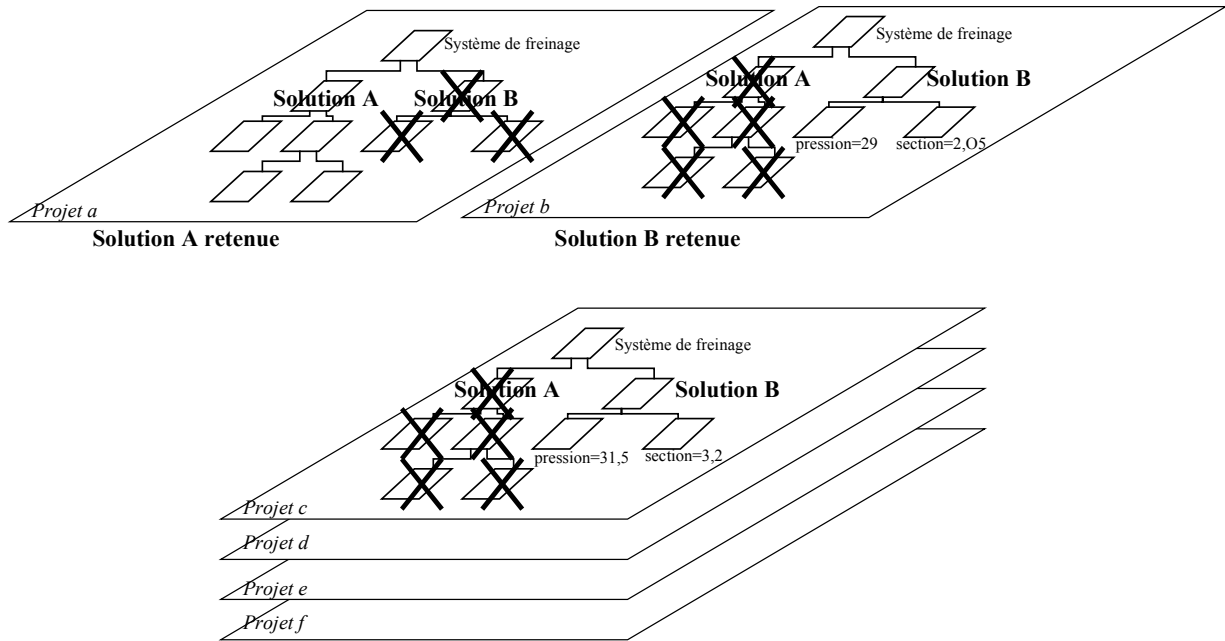 Système de freinage
Solution A
Solution B
Projet a
Solution A retenue
Système de freinage
Solution A
Solution B
pression=29
section=2,O5
Projet b
Solution B retenue
Système de freinage
Solution A
Solution B
pression=31,5
section=3,2
Projet c
Projet d
Projet e
Projet f